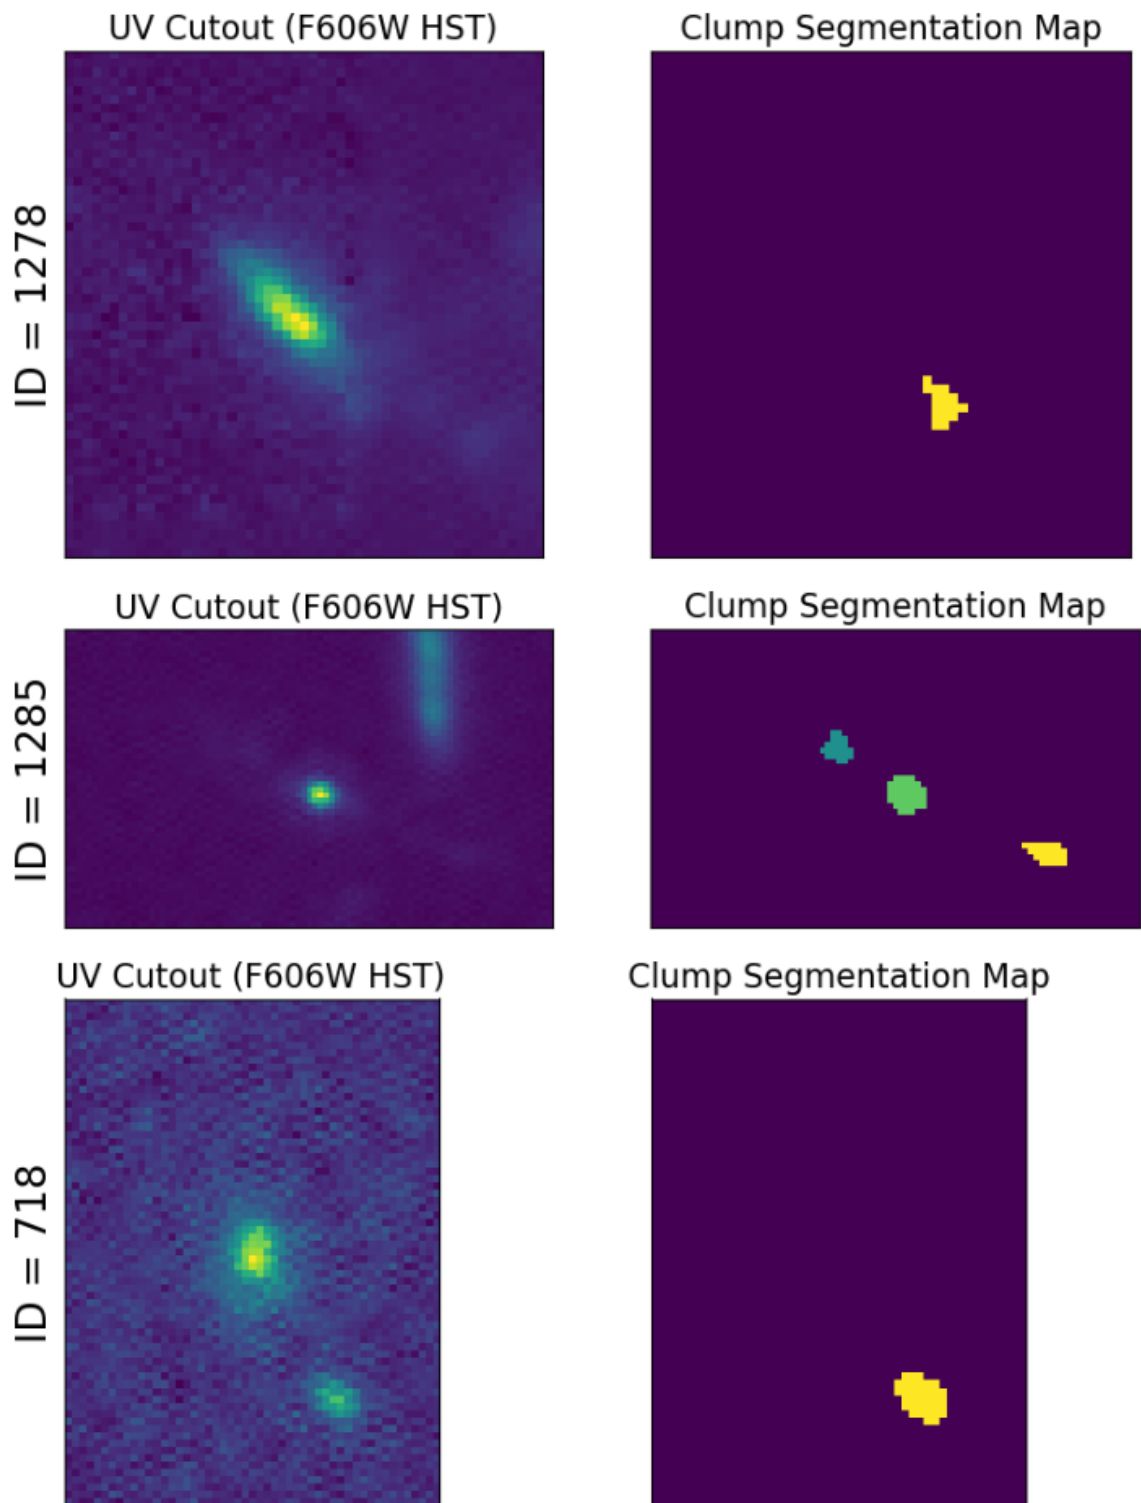 UV Cutout (F606W HST)
Clump Segmentation Map
ID = 1278
UV Cutout (F606W HST)
Clump Segmentation Map
ID = 1285
UV Cutout (F606W HST)
Clump Segmentation Map
ID = 718